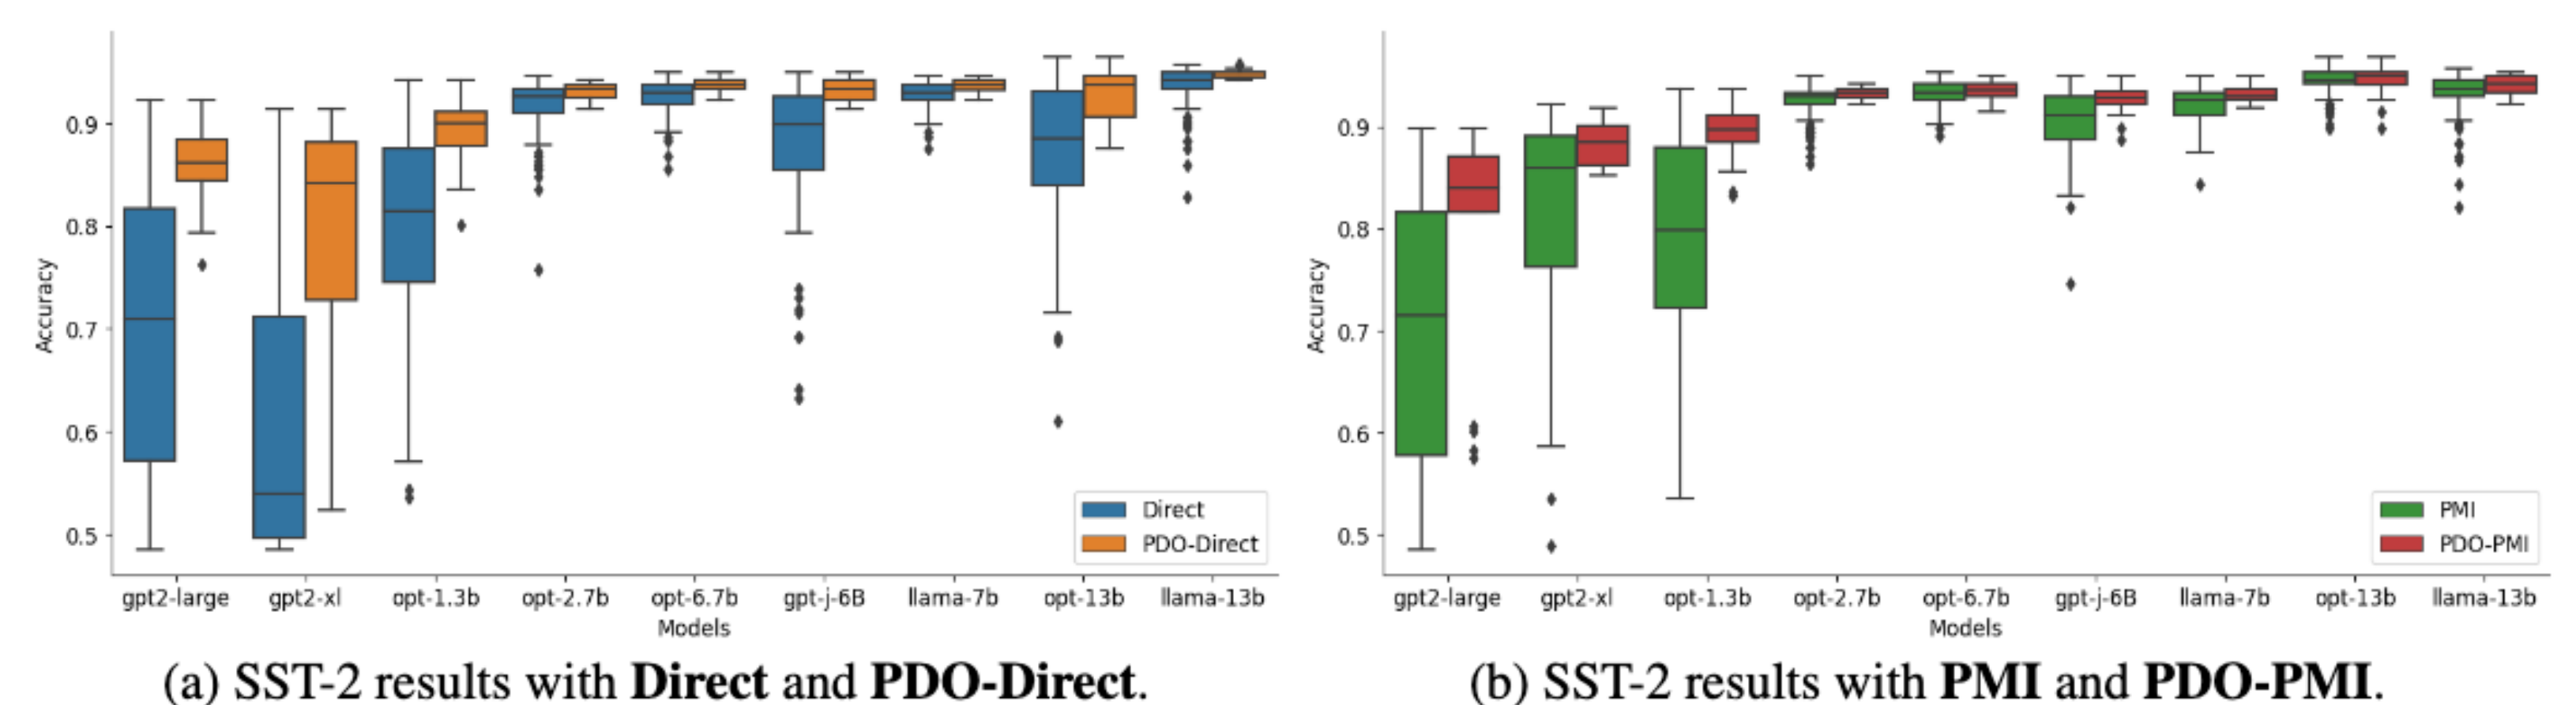 Accuracy
0.9
0.8
0.7
0.6
0.5
gpt2-large gpt2-xl opt-1.3b opt-2.7b opt-6.7b gpt-j-6B llama-7b opt-13b llama-13b
Models
Direct
PDO-Direct
(a) SST-2 results with Direct and PDO-Direct.
Accuracy
0.9
0.8
0.7
0.6
0.5
gpt2-large gpt2-xl opt-1.3b opt-2.7b opt-6.7b gpt-j-6B llama-7b opt-13b llama-13b
Models
PMI
PDO-PMI
(b) SST-2 results with PMI and PDO-PMI.